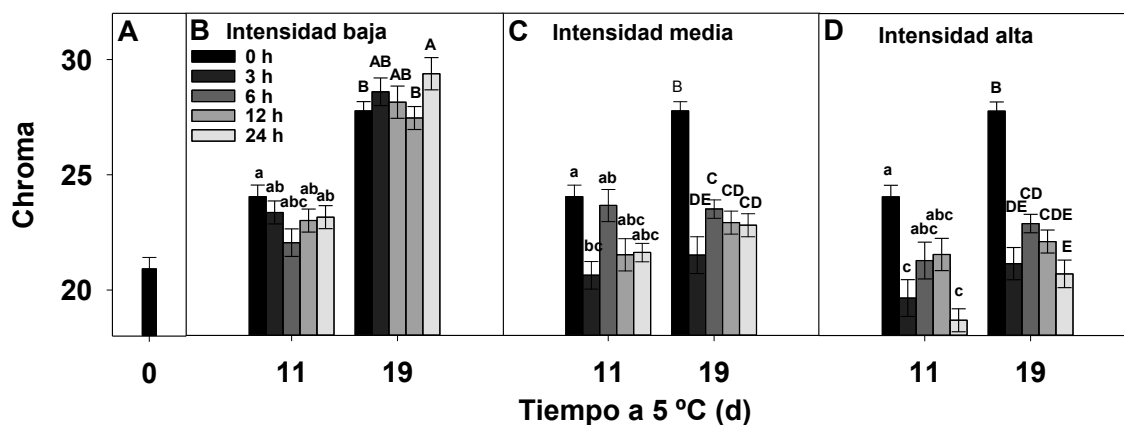 A
B Intensidad baja
C Intensidad media
D Intensidad alta
0 h
3 h
6 h
12 h
24 h
Chroma
30
25
20
a ab abc ab ab
B AB AB B A
a bc ab abc abc
B DE C CD CD
a c abc abc c
B DE CD CDE E
0 11 19 11 19 11 19
Tiempo a 5 ºC (d)